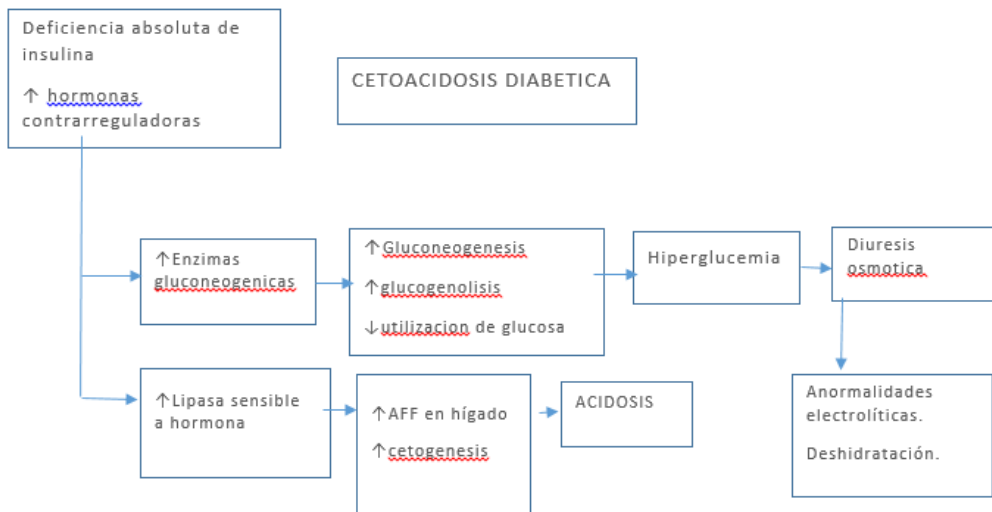 Deficiencia absoluta de
insulina
↑ hormonas
contrarreguladoras
CETOACIDOSIS DIABETICA
↑Enzimas
gluconeogenicas
↑Gluconeogenesis
↑glucogenolisis
↓utilizacion de glucosa
Hiperglucemia
Diuresis
osmotica
↑Lipasa sensible
a hormona
↑AFF en hígado
↑cetogenesis
ACIDOSIS
Anormalidades
electrolíticas.
Deshidratación.